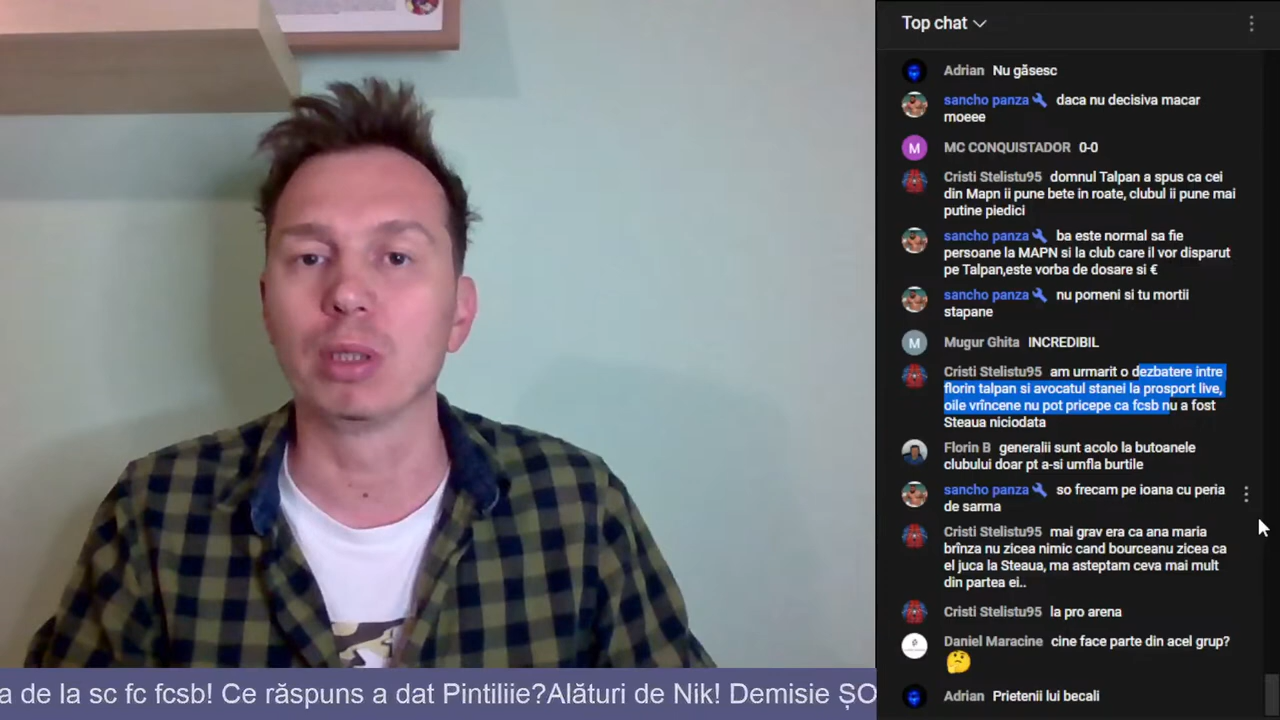 Top chat
Adrian Nu găsesc
sancho panza daca nu decisiva macar
moeee
M MC CONQUISTADOR 0-0
Cristi Stelistu95 domnul Talpan a spus ca cei
din Mapn ii pune bete in roate, clubul ii pune mai
putine piedici
sancho panza ba este normal sa fie
persoane la MAPN si la club care il vor disparut
pe Talpan,este vorba de dosare si €
sancho panza nu pomeni si tu mortii
stapane
M Mugur Ghita INCREDIBIL
Cristi Stelistu95 am urmarit o dezbatere intre
florin talpan si avocatul stanei la prosport live,
oile vrîncene nu pot pricepe ca fcsb nu a fost
Steaua niciodata
Florin B generalii sunt acolo la butoanele
clubului doar pt a-si umfla burtile
sancho panza so frecam pe ioana cu peria
de sarma
Cristi Stelistu95 mai grav era ca ana maria
brînza nu zicea nimic cand bourceanu zicea ca
el juca la Steaua, ma asteptam ceva mai mult
din partea ei..
Cristi Stelistu95 la pro arena
Daniel Maracine cine face parte din acel grup?
🤔
Adrian Prietenii lui becali
a de la sc fc fcsb! Ce răspuns a dat Pintiliie?Alături de Nik! Demisie ȘO